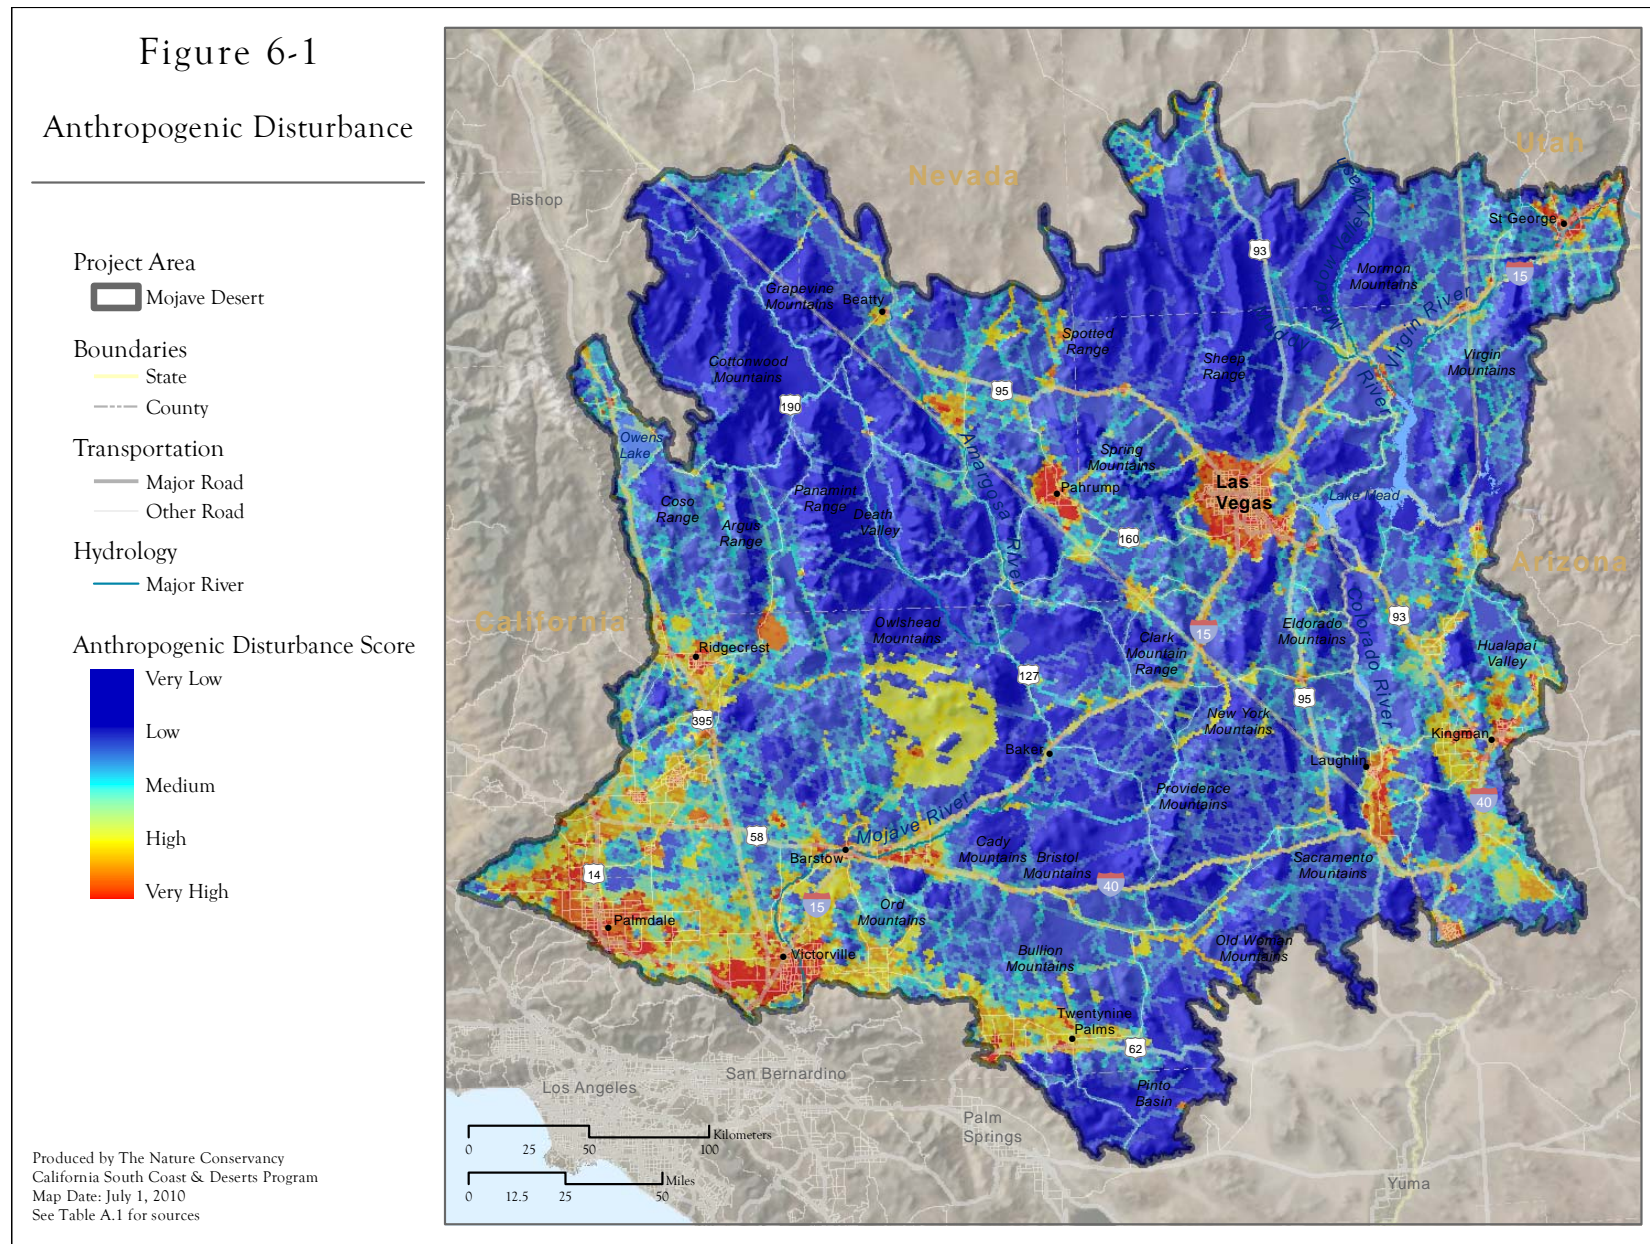 Figure 6-1
Anthropogenic Disturbance
Project Area
Mojave Desert
Boundaries
State
County
Transportation
Major Road
Other Road
Hydrology
Major River
Anthropogenic Disturbance Score
Very Low
Low
Medium
High
Very High
Produced by The Nature Conservancy
California South Coast & Deserts Program
Map Date: July 1, 2010
See Table A.1 for sources
Utah
Nevada
Bishop
St George
93
Mormon
Mountains
15
Grapevine
Mountains
Beatty
Virgin River
Spotted
Range
Sheep
Range
Virgin
Mountains
Cottonwood
Mountains
95
190
River
Owens
Lake
Amargosa River
Spring
Mountains
Las
Vegas
Pahrump
Lake Mead
Coso
Range
Panamint
Range
Death
Valley
Argus
Range
160
Arizona
California
Owlshead
Mountains
Colorado River
93
15
Eldorado
Mountains
Clark
Mountain
Range
Hualapai
Valley
Ridgecrest
127
95
395
New York
Mountains
Kingman
Baker
Laughlin
Providence
Mountains
40
Mojave River
58
Barstow
Cady
Mountains
Bristol
Mountains
Sacramento
Mountains
14
40
15
Ord
Mountains
Palmdale
Victorville
Bullion
Mountains
Old Woman
Mountains
Twentynine
Palms
62
San Bernardino
Los Angeles
Pinto
Basin
Palm
Springs
Kilometers
0 25 50 100
Miles
0 12.5 25 50
Yuma